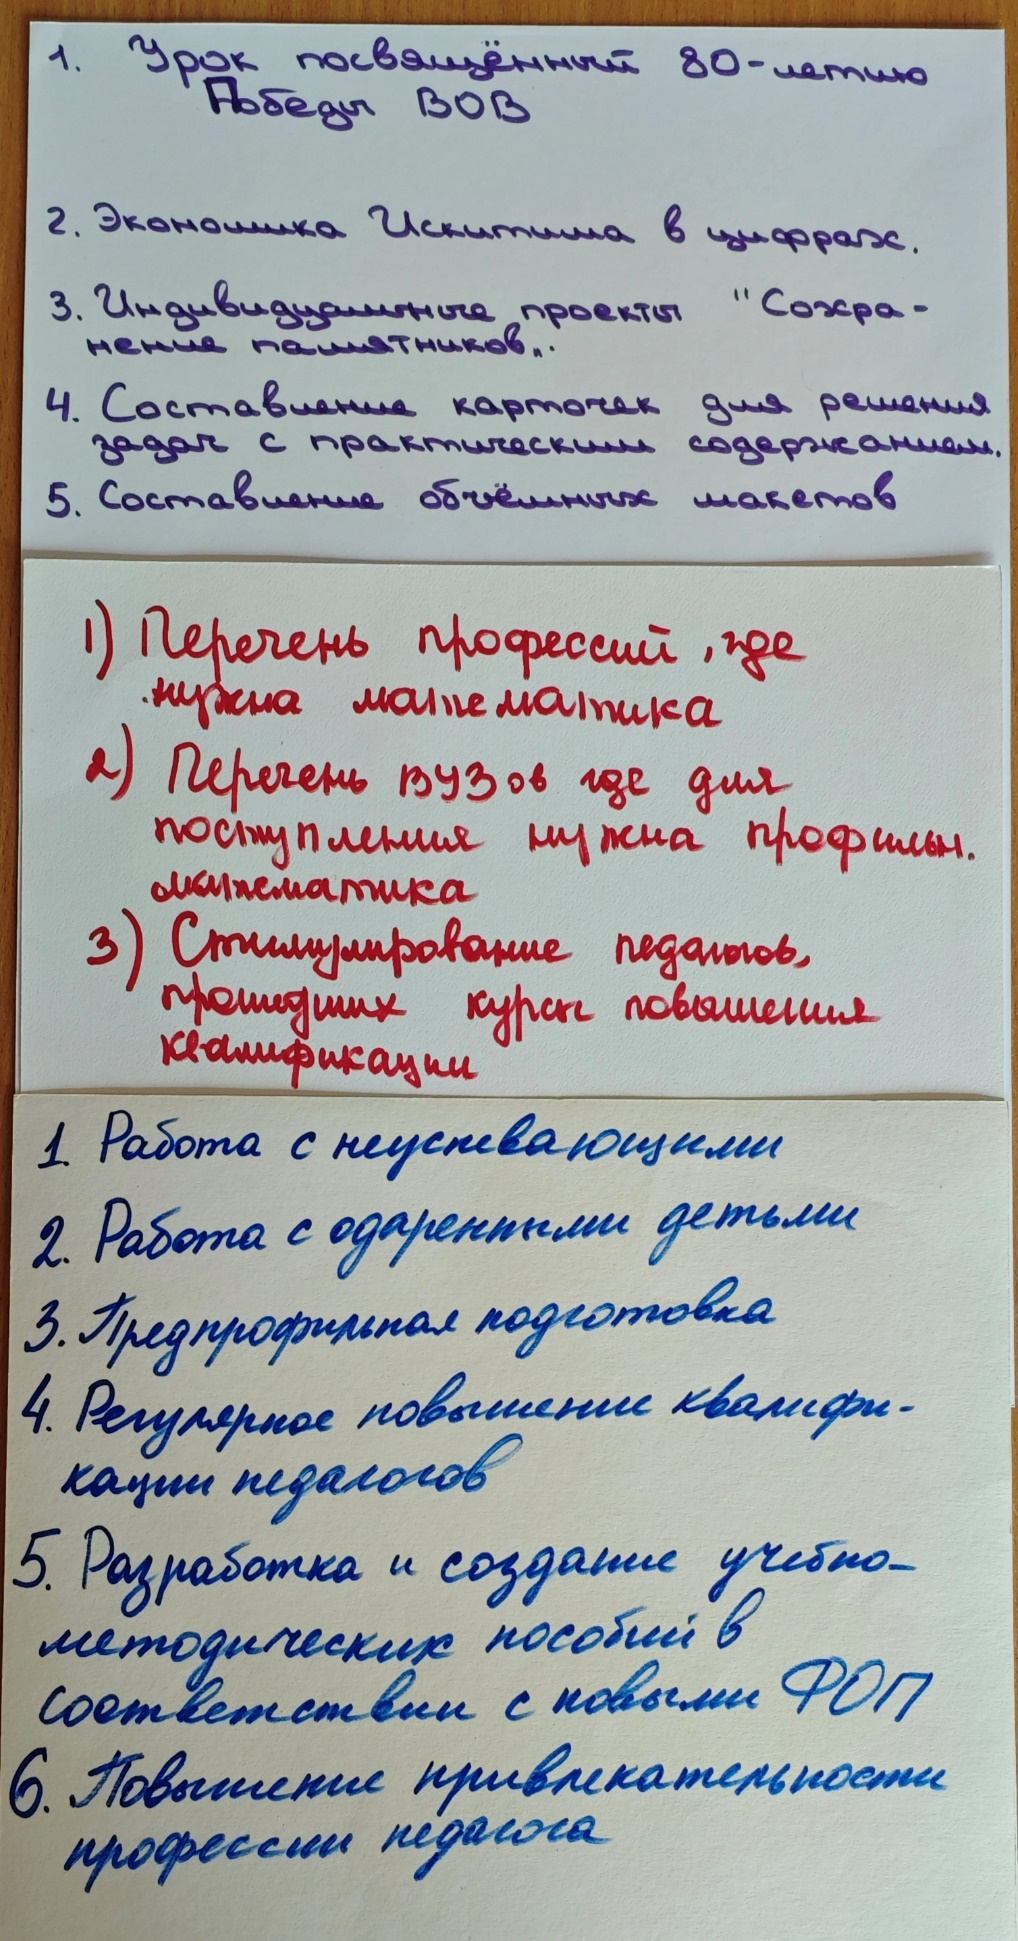 1. Урок посвящённый 80-летию
Победы ВОВ
2. Экономика Искитима в цифрах.
3. Индивидуальные проекты "Сохра-
нение памятников„.
4. Составление карточек для решения
задач с практическим содержанием.
5. Составление объёмных макетов
1) Перечень профессий, где
нужна математика
2) Перечень ВУЗов где для
поступления нужна профильн.
математика
3) Стимулирование педагогов,
прошедших курсы повышения
квалификации
1. Работа с неуспевающими
2. Работа с одаренными детьми
3. Предпрофильная подготовка
4. Регулярное повышение квалифи-
кации педагогов
5. Разработка и создание учебно-
методических пособий в
соответствии с новыми ФОП
6. Повышение привлекательности
профессии педагога